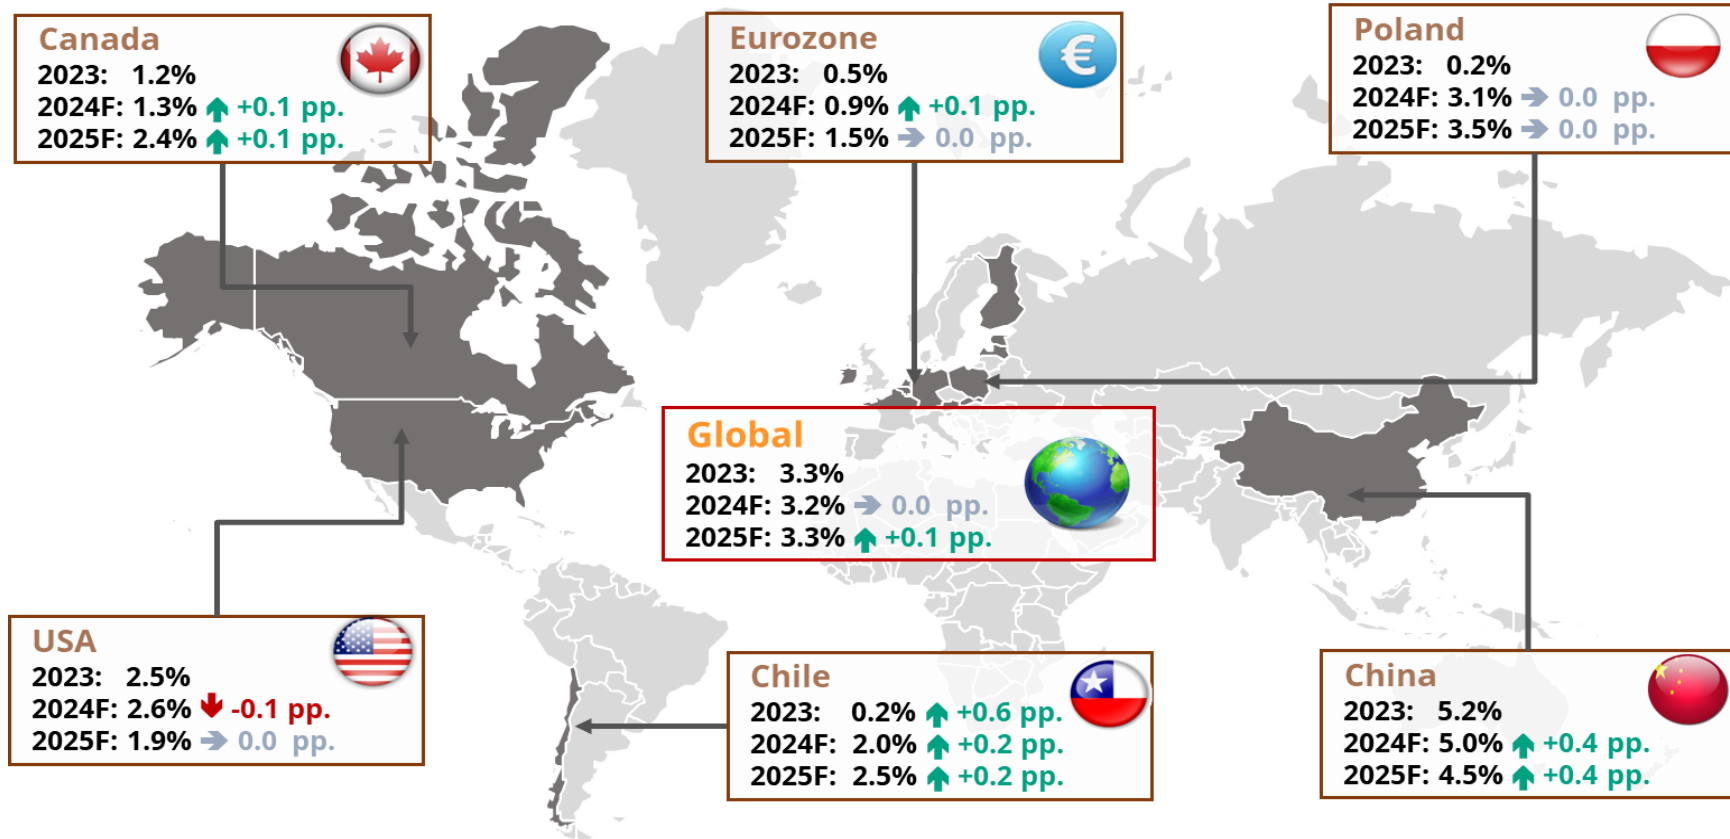 Canada
2023: 1.2%
2024F: 1.3% +0.1 pp.
2025F: 2.4% +0.1 pp.
Eurozone
€
2023: 0.5%
2024F: 0.9% +0.1 pp.
2025F: 1.5% 0.0 pp.
Poland
2023: 0.2%
2024F: 3.1% 0.0 pp.
2025F: 3.5% 0.0 pp.
Global
2023: 3.3%
2024F: 3.2% 0.0 pp.
2025F: 3.3% +0.1 pp.
USA
2023: 2.5%
2024F: 2.6% -0.1 pp.
2025F: 1.9% 0.0 pp.
Chile
2023: 0.2% +0.6 pp.
2024F: 2.0% +0.2 pp.
2025F: 2.5% +0.2 pp.
China
2023: 5.2%
2024F: 5.0% +0.4 pp.
2025F: 4.5% +0.4 pp.